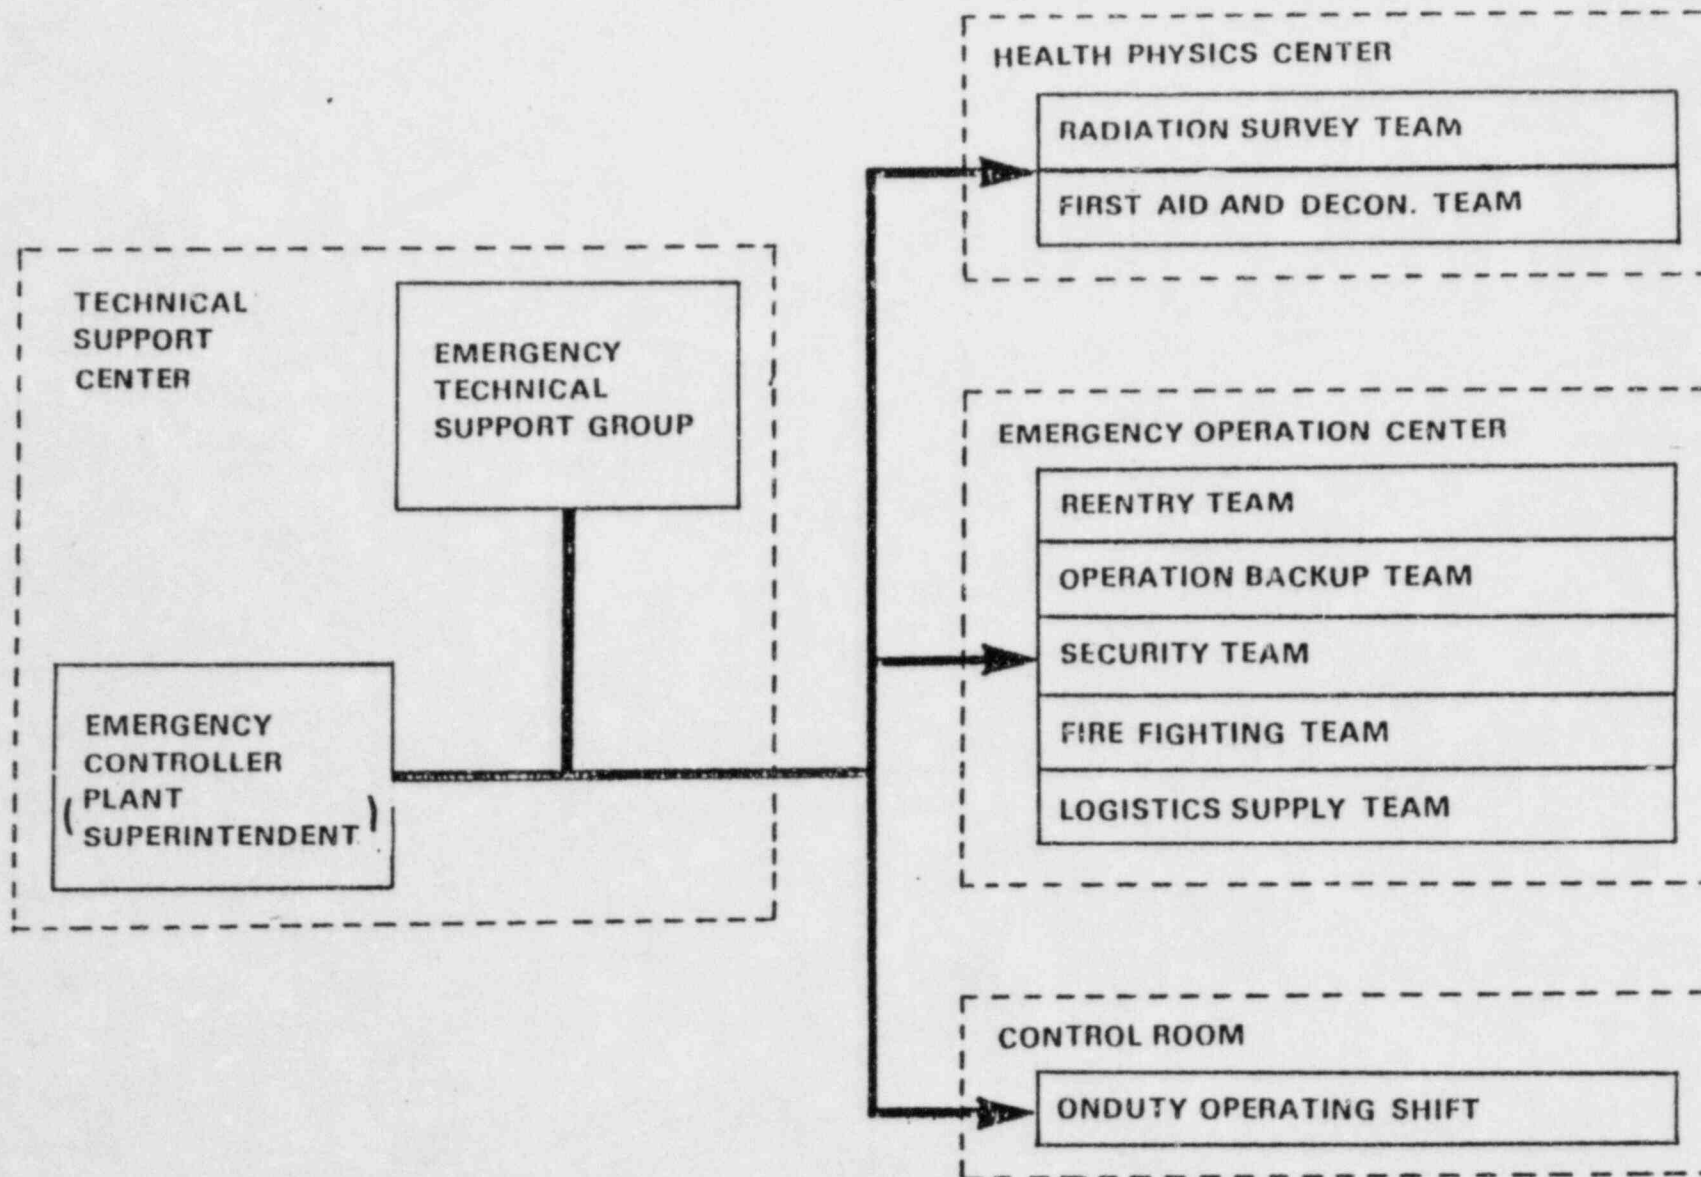 TECHNICAL
SUPPORT
CENTER
EMERGENCY
TECHNICAL
SUPPORT GROUP
EMERGENCY
CONTROLLER
(PLANT
SUPERINTENDENT)
HEALTH PHYSICS CENTER
RADIATION SURVEY TEAM
FIRST AID AND DECON. TEAM
EMERGENCY OPERATION CENTER
REENTRY TEAM
OPERATION BACKUP TEAM
SECURITY TEAM
FIRE FIGHTING TEAM
LOGISTICS SUPPLY TEAM
CONTROL ROOM
ONDUTY OPERATING SHIFT